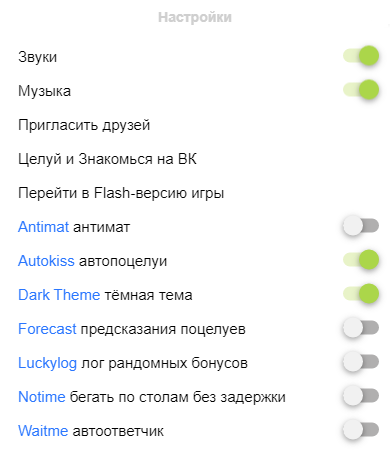 Настройки
Звуки
Музыка
Пригласить друзей
Целуй и Знакомься на ВК
Перейти в Flash-версию игры
Antimat антимат
Autokiss автопоцелуи
Dark Theme тёмная тема
Forecast предсказания поцелуев
Luckylog лог рандомных бонусов
Notime бегать по столам без задержки
Waitme автоответчик